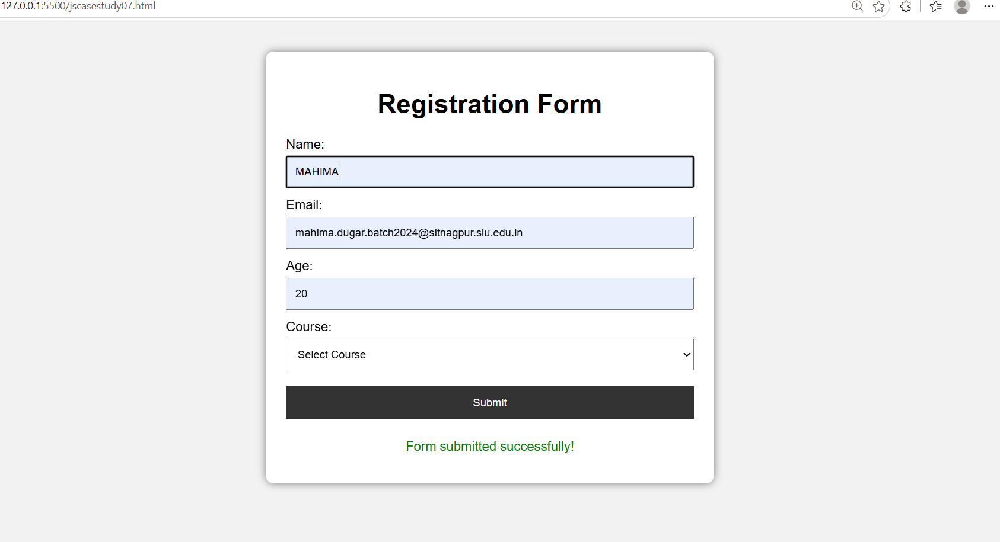 127.0.0.1:5500/jscasestudy07.html
Registration Form
Name:
MAHIMA
Email:
mahima.dugar.batch2024@sitnagpur.siu.edu.in
Age:
20
Course:
Select Course
Submit
Form submitted successfully!